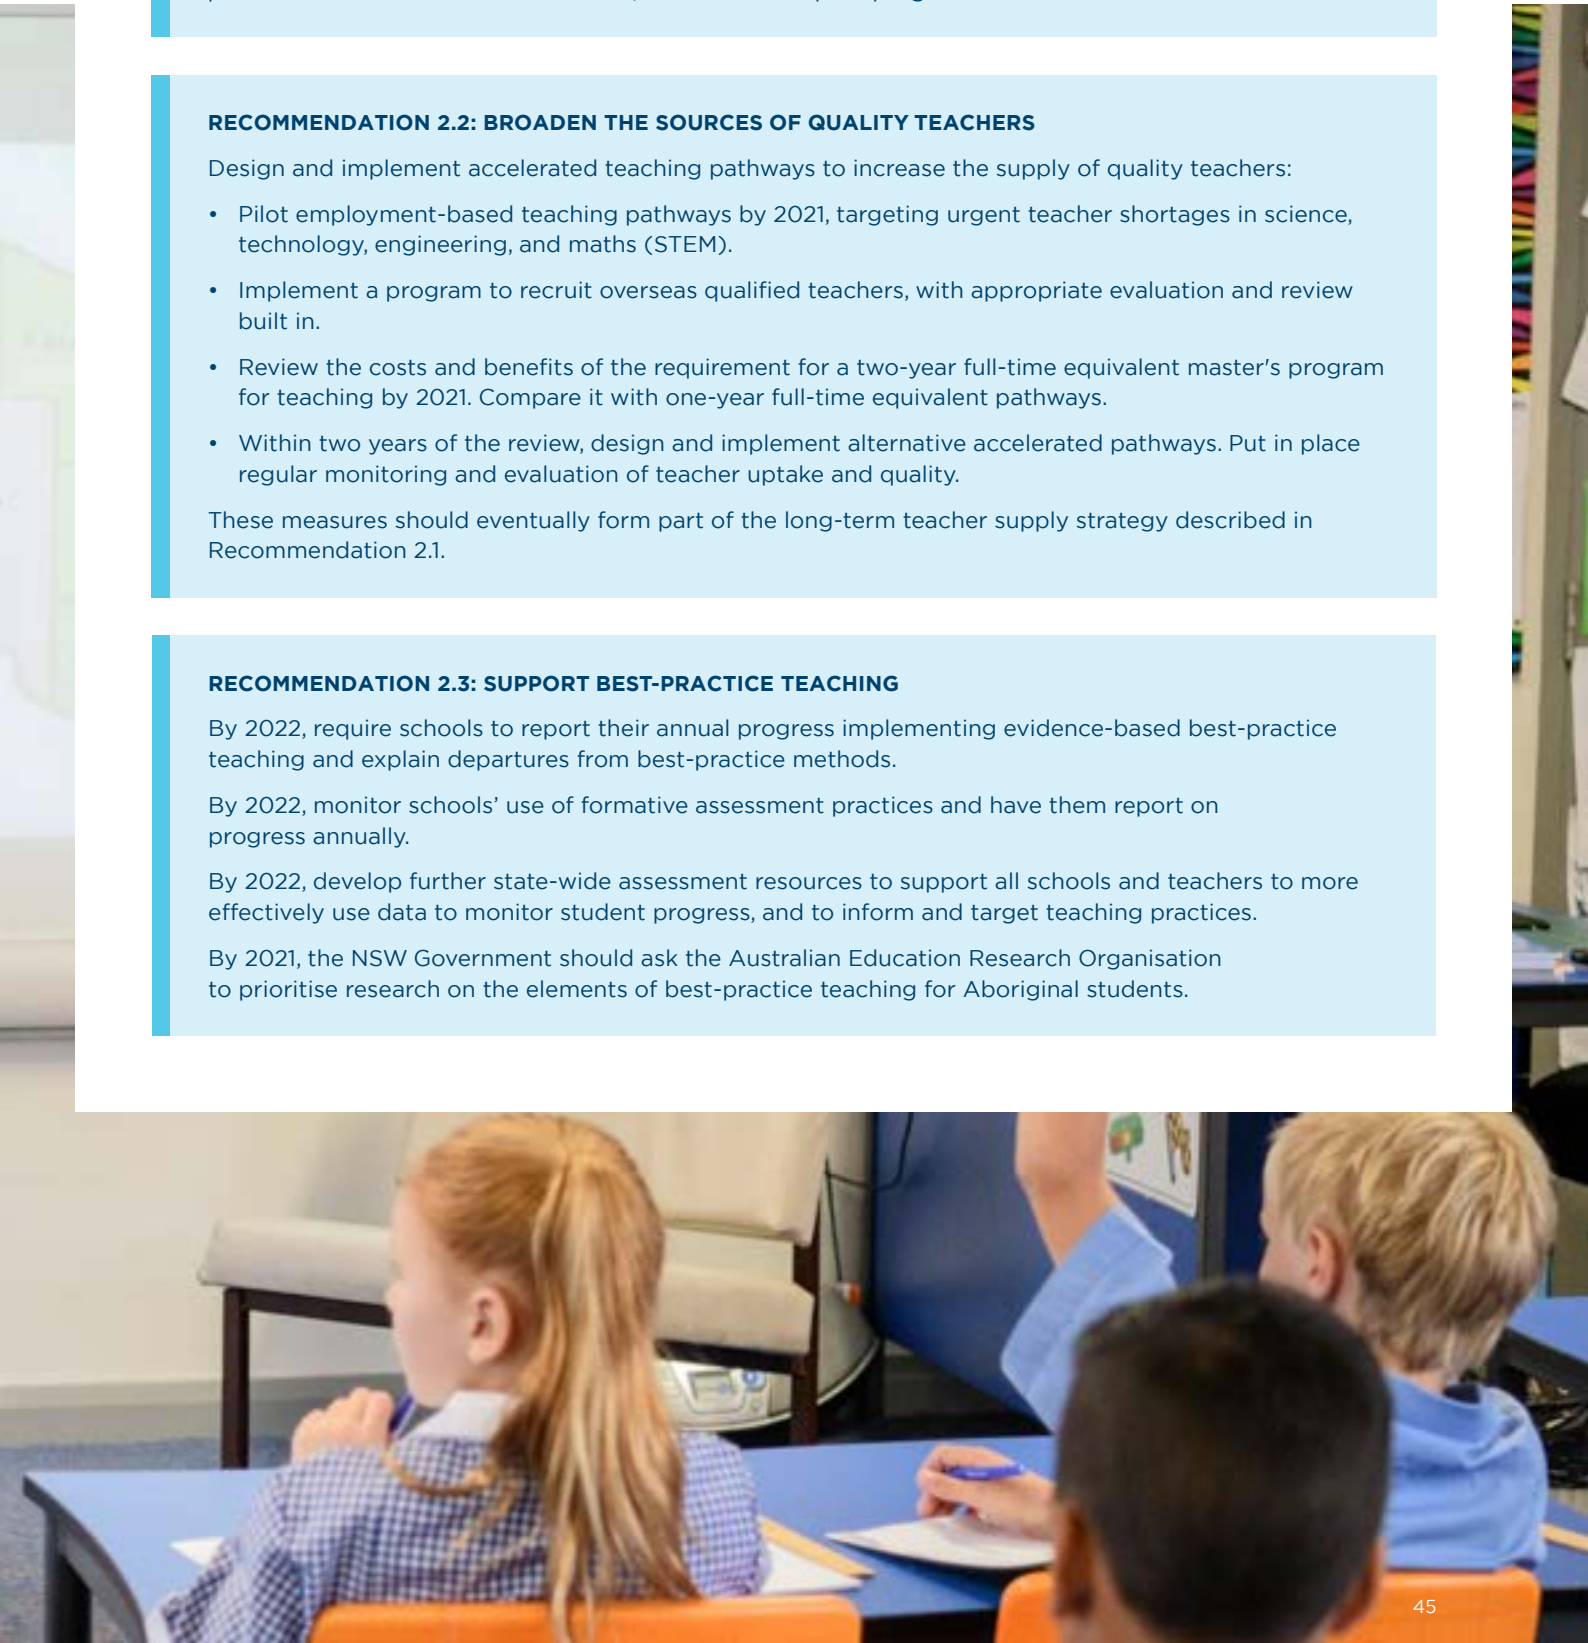 RECOMMENDATION 2.2: BROADEN THE SOURCES OF QUALITY TEACHERS
Design and implement accelerated teaching pathways to increase the supply of quality teachers:
• Pilot employment-based teaching pathways by 2021, targeting urgent teacher shortages in science,
technology, engineering, and maths (STEM).
• Implement a program to recruit overseas qualified teachers, with appropriate evaluation and review
built in.
• Review the costs and benefits of the requirement for a two-year full-time equivalent master's program
for teaching by 2021. Compare it with one-year full-time equivalent pathways.
• Within two years of the review, design and implement alternative accelerated pathways. Put in place
regular monitoring and evaluation of teacher uptake and quality.
These measures should eventually form part of the long-term teacher supply strategy described in
Recommendation 2.1.
RECOMMENDATION 2.3: SUPPORT BEST-PRACTICE TEACHING
By 2022, require schools to report their annual progress implementing evidence-based best-practice
teaching and explain departures from best-practice methods.
By 2022, monitor schools’ use of formative assessment practices and have them report on
progress annually.
By 2022, develop further state-wide assessment resources to support all schools and teachers to more
effectively use data to monitor student progress, and to inform and target teaching practices.
By 2021, the NSW Government should ask the Australian Education Research Organisation
to prioritise research on the elements of best-practice teaching for Aboriginal students.
45